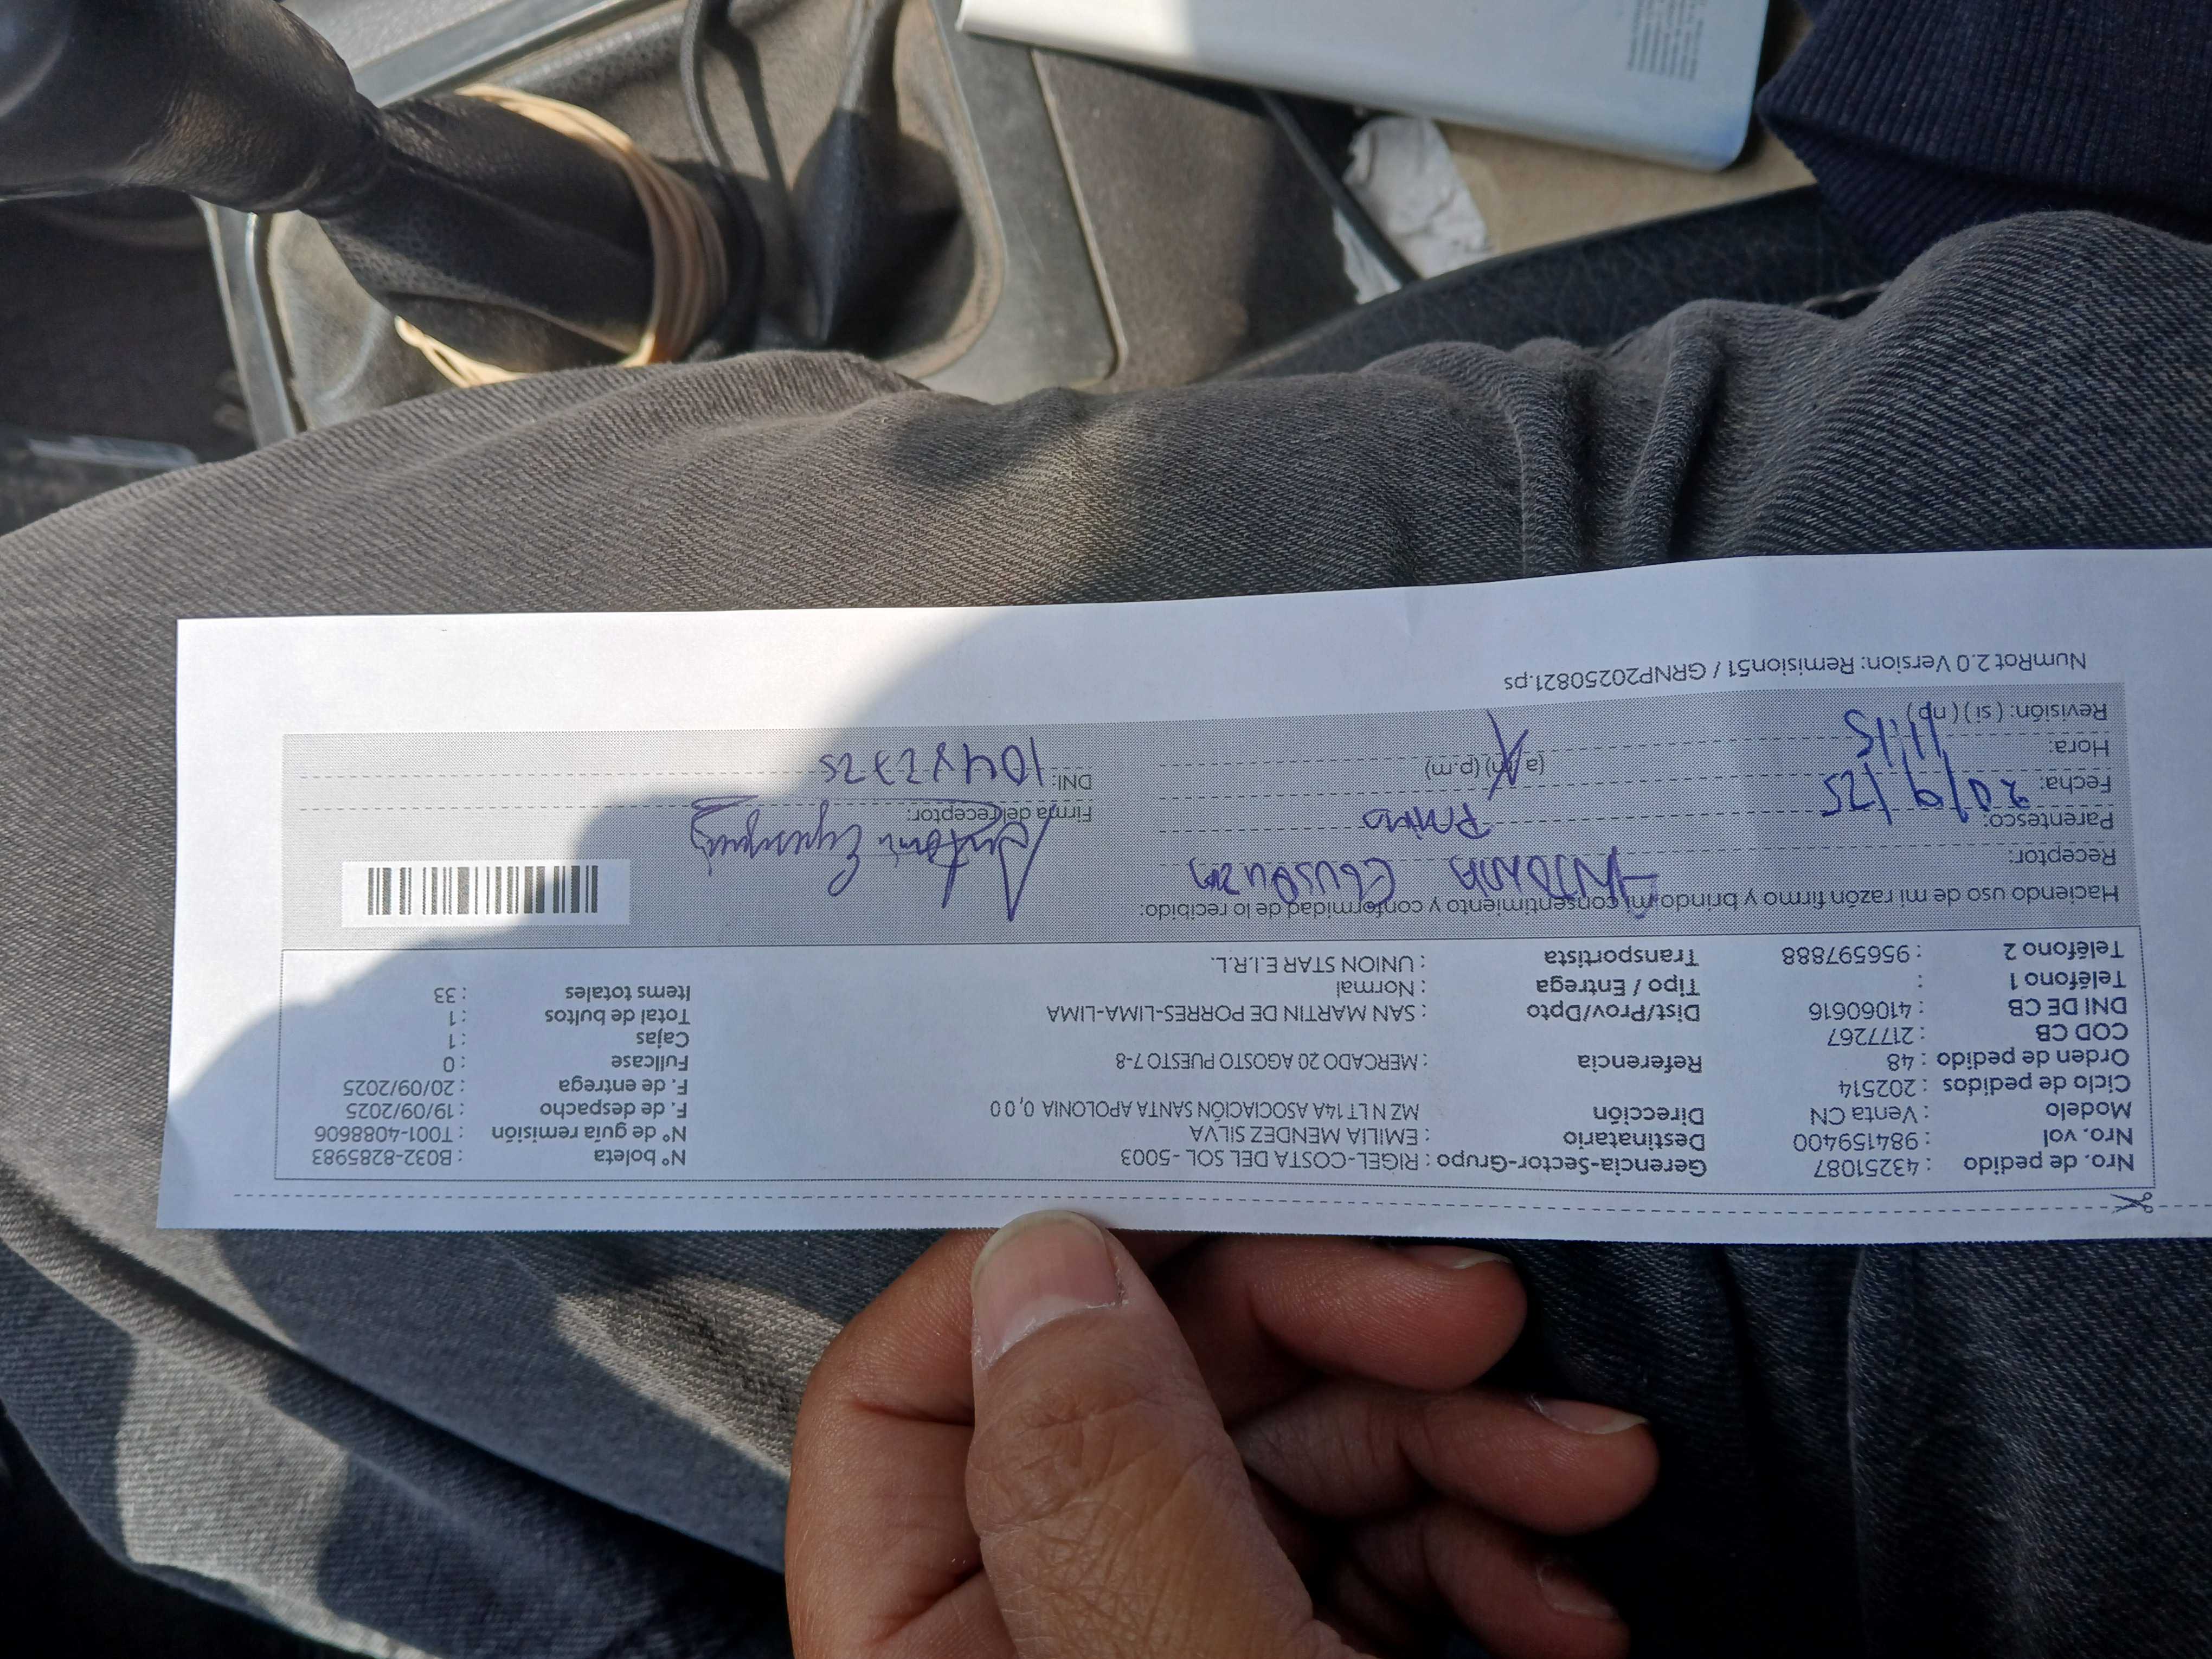 Nro. de pedido : 43251087 Gerencia-Sector-Grupo : RIGEL-COSTA DEL SOL - 5003 Nº boleta : B032-8285983
Nro. vol : 984159400 Destinatario : EMILIA MENDEZ SILVA Nº de guía remisión : T001-4088606
Modelo : Venta CN Dirección MZ N LT 14A ASOCIACIÓN SANTA APOLONIA 0, 0 0 F. de despacho : 19/09/2025
Ciclo de pedidos : 202514 F. de entrega : 20/09/2025
Orden de pedido : 48 Referencia : MERCADO 20 AGOSTO PUESTO 7-8 Fullcase : 0
COD CB : 2177267 Cajas : 1
DNI DE CB : 41060616 Dist/Prov/Dpto : SAN MARTIN DE PORRES-LIMA-LIMA Total de bultos : 1
Teléfono 1 : Tipo / Entrega : Normal Items totales : 33
Teléfono 2 : 956597888 Transportista : UNION STAR E.I.R.L.
Haciendo uso de mi razón firmo y brindo mi consentimiento y conformidad de lo recibido:
Receptor: ANTONIA
Parentesco: Firma del receptor:
Fecha: 20/9/25
Hora: 11:15 (a.m) (p.m) DNI: 10482725
Revisión: ( si ) ( no )
NumRot 2.0 Version: Remision51 / GRNP20250821.ps